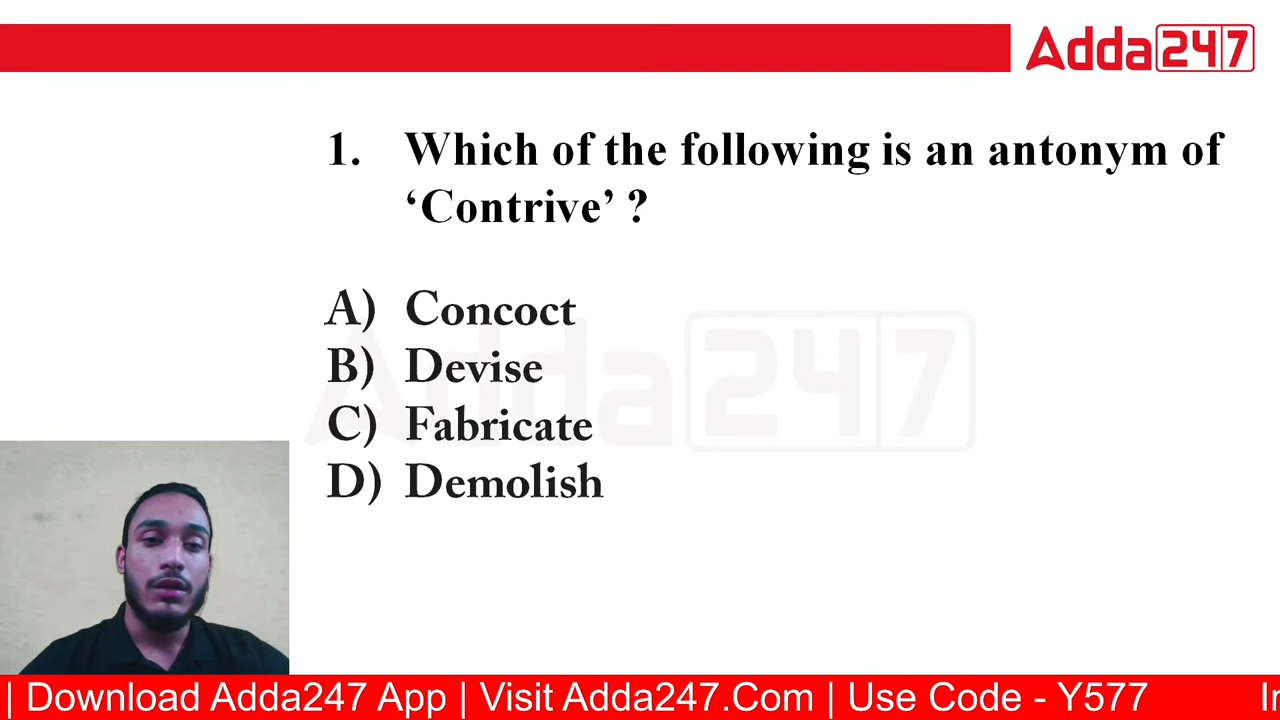 Adda247
1. Which of the following is an antonym of
‘Contrive’ ?
A) Concoct
B) Devise
C) Fabricate
D) Demolish
Adda247
| Download Adda247 App | Visit Adda247.Com | Use Code - Y577